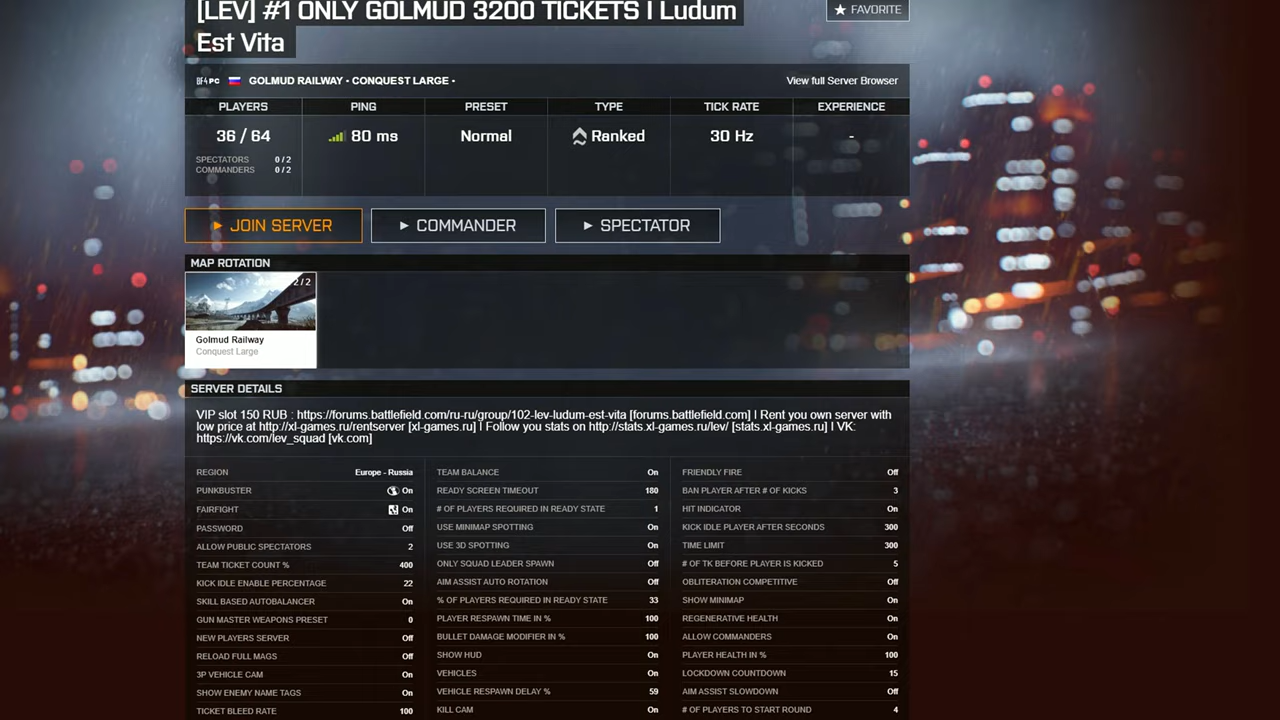 [LEV] #1 ONLY GOLMUD 3200 TICKETS | Ludum
Est Vita
★ FAVORITE
BF4 PC GOLMUD RAILWAY - CONQUEST LARGE -
View full Server Browser
PLAYERS PING PRESET TYPE TICK RATE EXPERIENCE
36 / 64 80 ms Normal Ranked 30 Hz -
SPECTATORS 0 / 2
COMMANDERS 0 / 2
JOIN SERVER COMMANDER SPECTATOR
MAP ROTATION
2 / 2
Golmud Railway
Conquest Large
SERVER DETAILS
VIP slot 150 RUB : https://forums.battlefield.com/ru-ru/group/102-lev-ludum-est-vita [forums.battlefield.com] | Rent you own server with
low price at http://xl-games.ru/rentserver [xl-games.ru] | Follow you stats on http://stats.xl-games.ru/lev/ [stats.xl-games.ru] | VK:
https://vk.com/lev_squad [vk.com]
REGION Europe - Russia
PUNKBUSTER On
FAIRFIGHT On
PASSWORD Off
ALLOW PUBLIC SPECTATORS 2
TEAM TICKET COUNT % 400
KICK IDLE ENABLE PERCENTAGE 22
SKILL BASED AUTOBALANCER On
GUN MASTER WEAPONS PRESET 0
NEW PLAYERS SERVER Off
RELOAD FULL MAGS Off
3P VEHICLE CAM On
SHOW ENEMY NAME TAGS On
TICKET BLEED RATE 100
TEAM BALANCE On
READY SCREEN TIMEOUT 180
# OF PLAYERS REQUIRED IN READY STATE 1
USE MINIMAP SPOTTING On
USE 3D SPOTTING On
ONLY SQUAD LEADER SPAWN Off
AIM ASSIST AUTO ROTATION Off
% OF PLAYERS REQUIRED IN READY STATE 33
PLAYER RESPAWN TIME IN % 100
BULLET DAMAGE MODIFIER IN % 100
SHOW HUD On
VEHICLES On
VEHICLE RESPAWN DELAY % 59
KILL CAM On
FRIENDLY FIRE Off
BAN PLAYER AFTER # OF KICKS 3
HIT INDICATOR On
KICK IDLE PLAYER AFTER SECONDS 300
TIME LIMIT 300
# OF TK BEFORE PLAYER IS KICKED 5
OBLITERATION COMPETITIVE Off
SHOW MINIMAP On
REGENERATIVE HEALTH On
ALLOW COMMANDERS On
PLAYER HEALTH IN % 100
LOCKDOWN COUNTDOWN 15
AIM ASSIST SLOWDOWN Off
# OF PLAYERS TO START ROUND 4